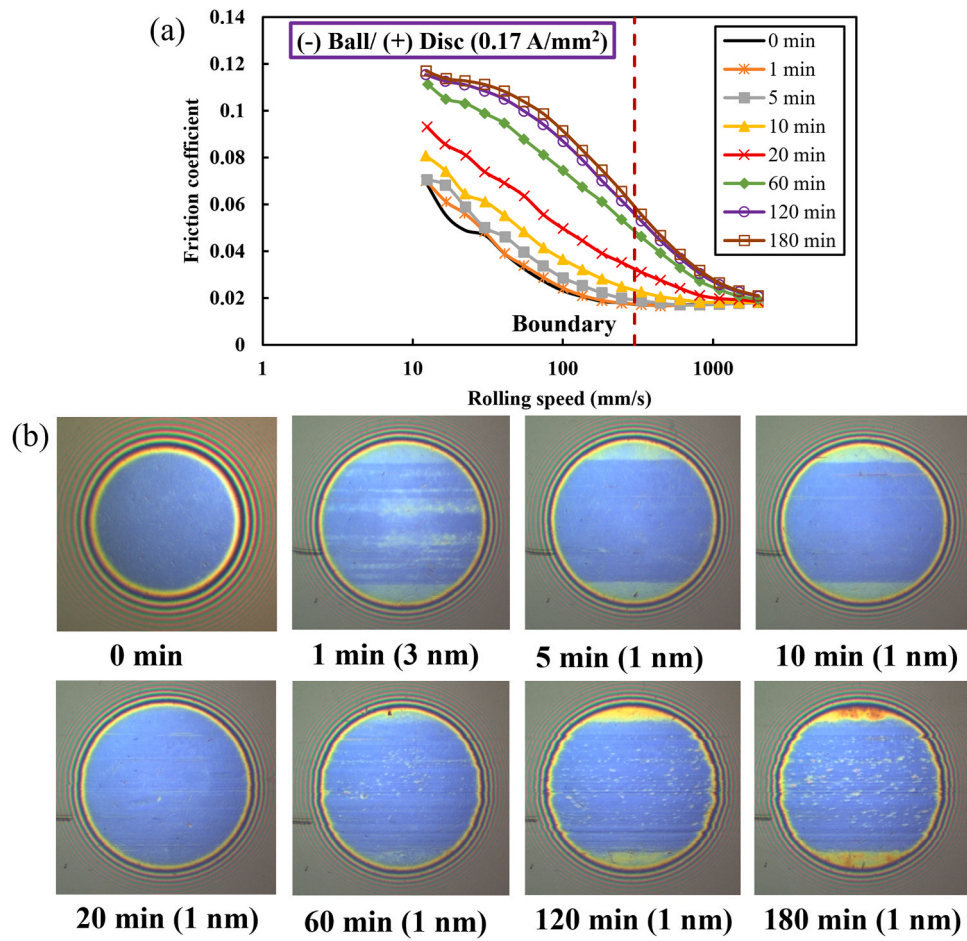 (a)
0.14
0.12
0.1
0.08
0.06
0.04
0.02
0
Friction coefficient
(-) Ball/ (+) Disc (0.17 A/mm²)
0 min
1 min
5 min
10 min
20 min
60 min
120 min
180 min
Boundary
1 10 100 1000
Rolling speed (mm/s)
(b)
0 min 1 min (3 nm) 5 min (1 nm) 10 min (1 nm)
20 min (1 nm) 60 min (1 nm) 120 min (1 nm) 180 min (1 nm)